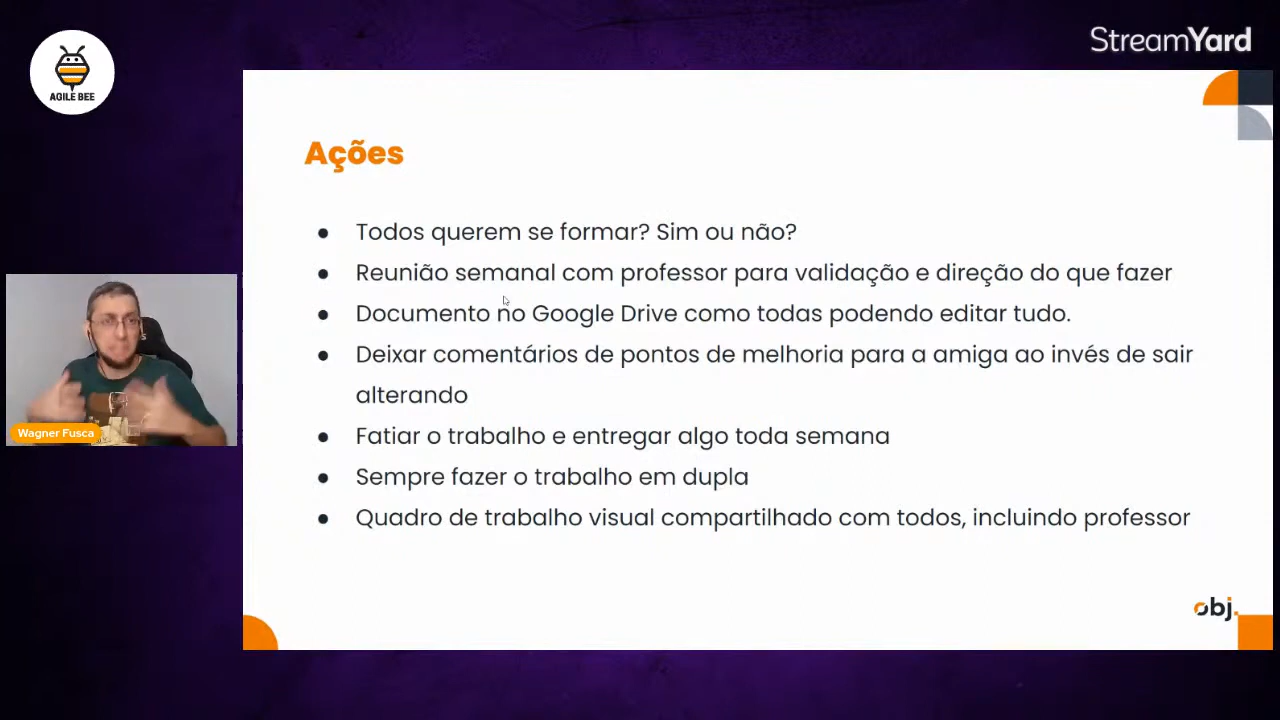 AGILE BEE
StreamYard
Ações
● Todos querem se formar? Sim ou não?
● Reunião semanal com professor para validação e direção do que fazer
● Documento no Google Drive como todas podendo editar tudo.
● Deixar comentários de pontos de melhoria para a amiga ao invés de sair
alterando
● Fatiar o trabalho e entregar algo toda semana
● Sempre fazer o trabalho em dupla
● Quadro de trabalho visual compartilhado com todos, incluindo professor
Wagner Fusca
obj.